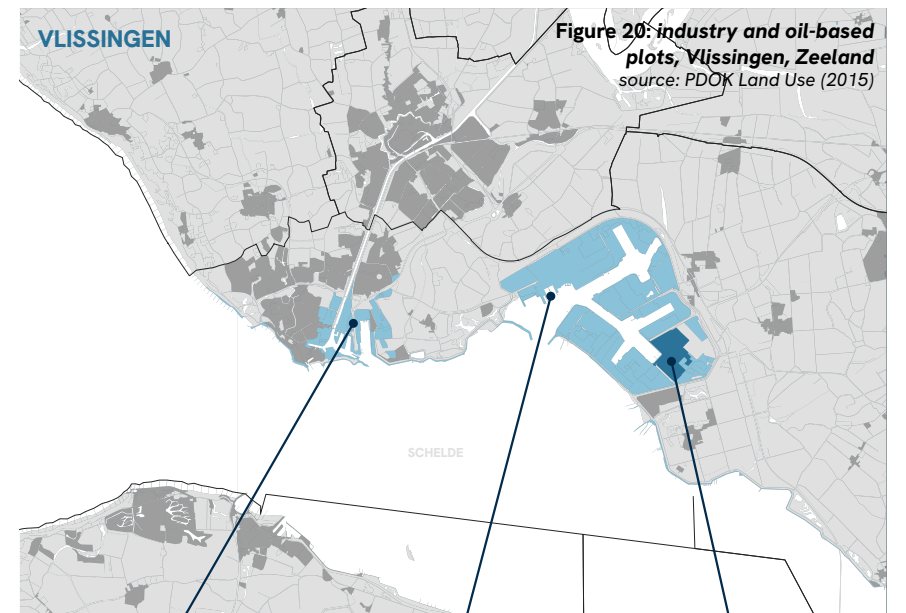 VLISSINGEN
Figure 20: industry and oil-based
plots, Vlissingen, Zeeland
source: PDOK Land Use (2015)
SCHELDE